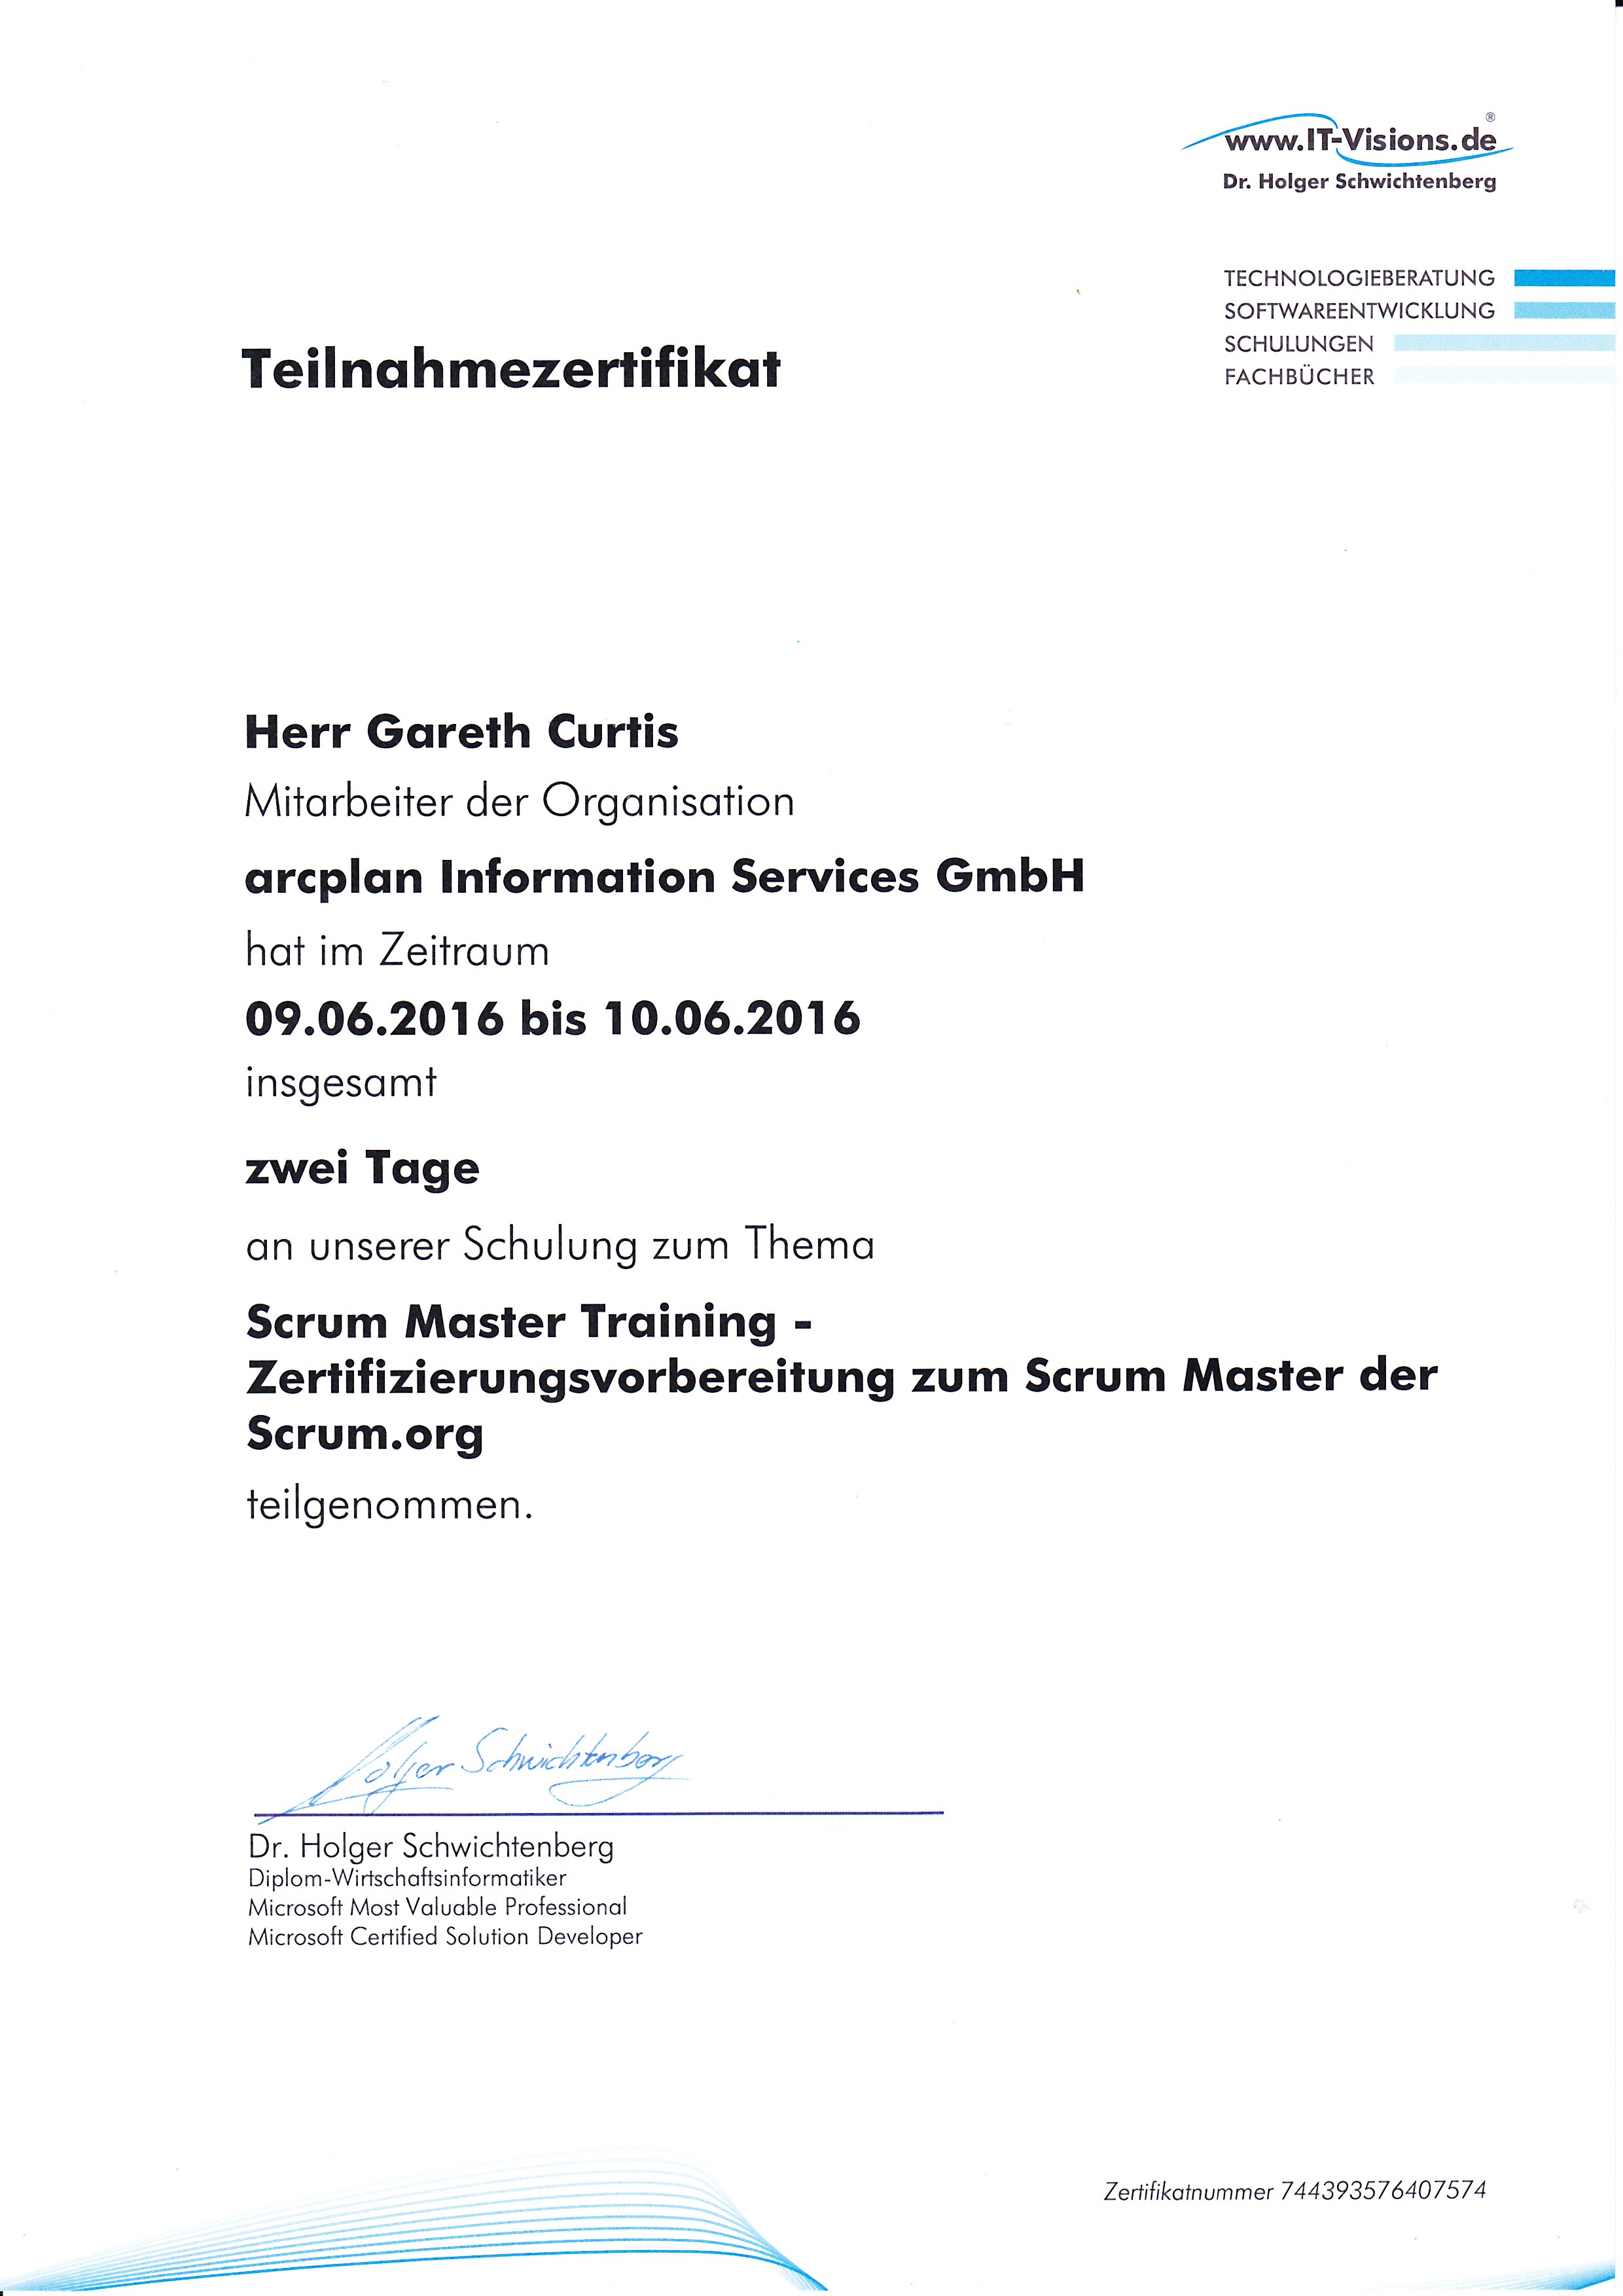 www.IT-Visions.de®
Dr. Holger Schwichtenberg
TECHNOLOGIEBERATUNG
SOFTWAREENTWICKLUNG
SCHULUNGEN
FACHBÜCHER
Teilnahmezertifikat
Herr Gareth Curtis
Mitarbeiter der Organisation
arcplan Information Services GmbH
hat im Zeitraum
09.06.2016 bis 10.06.2016
insgesamt
zwei Tage
an unserer Schulung zum Thema
Scrum Master Training -
Zertifizierungsvorbereitung zum Scrum Master der
Scrum.org
teilgenommen.
Holger Schwichtenberg
Dr. Holger Schwichtenberg
Diplom-Wirtschaftsinformatiker
Microsoft Most Valuable Professional
Microsoft Certified Solution Developer
Zertifikatnummer 744393576407574